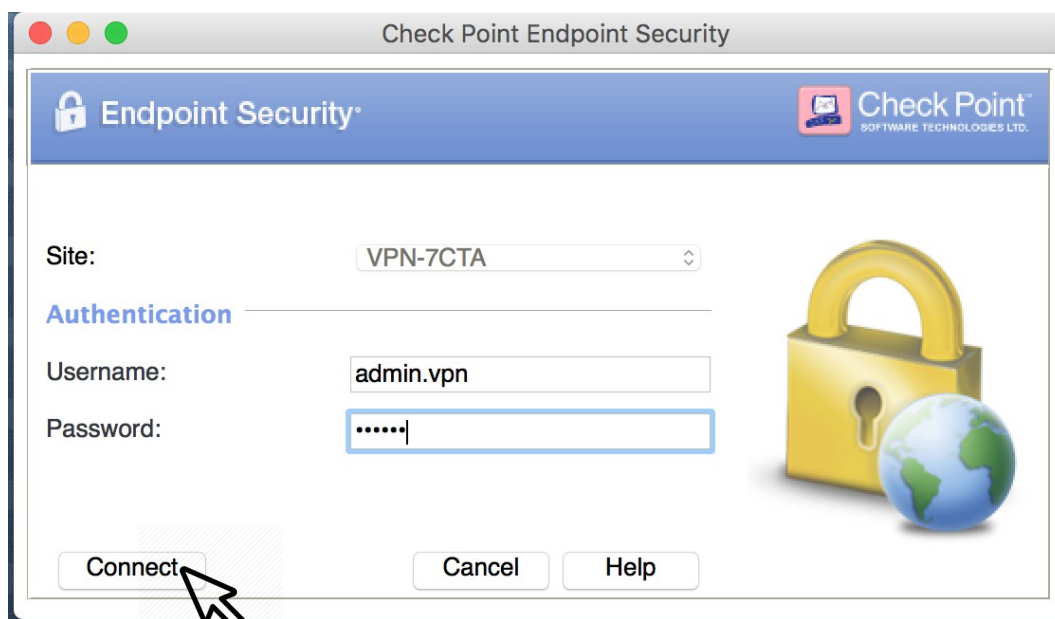 Check Point Endpoint Security
Endpoint Security
Check Point™
SOFTWARE TECHNOLOGIES LTD.
Site:
VPN-7CTA
Authentication
Username:
admin.vpn
Password:
••••••
Connect
Cancel
Help